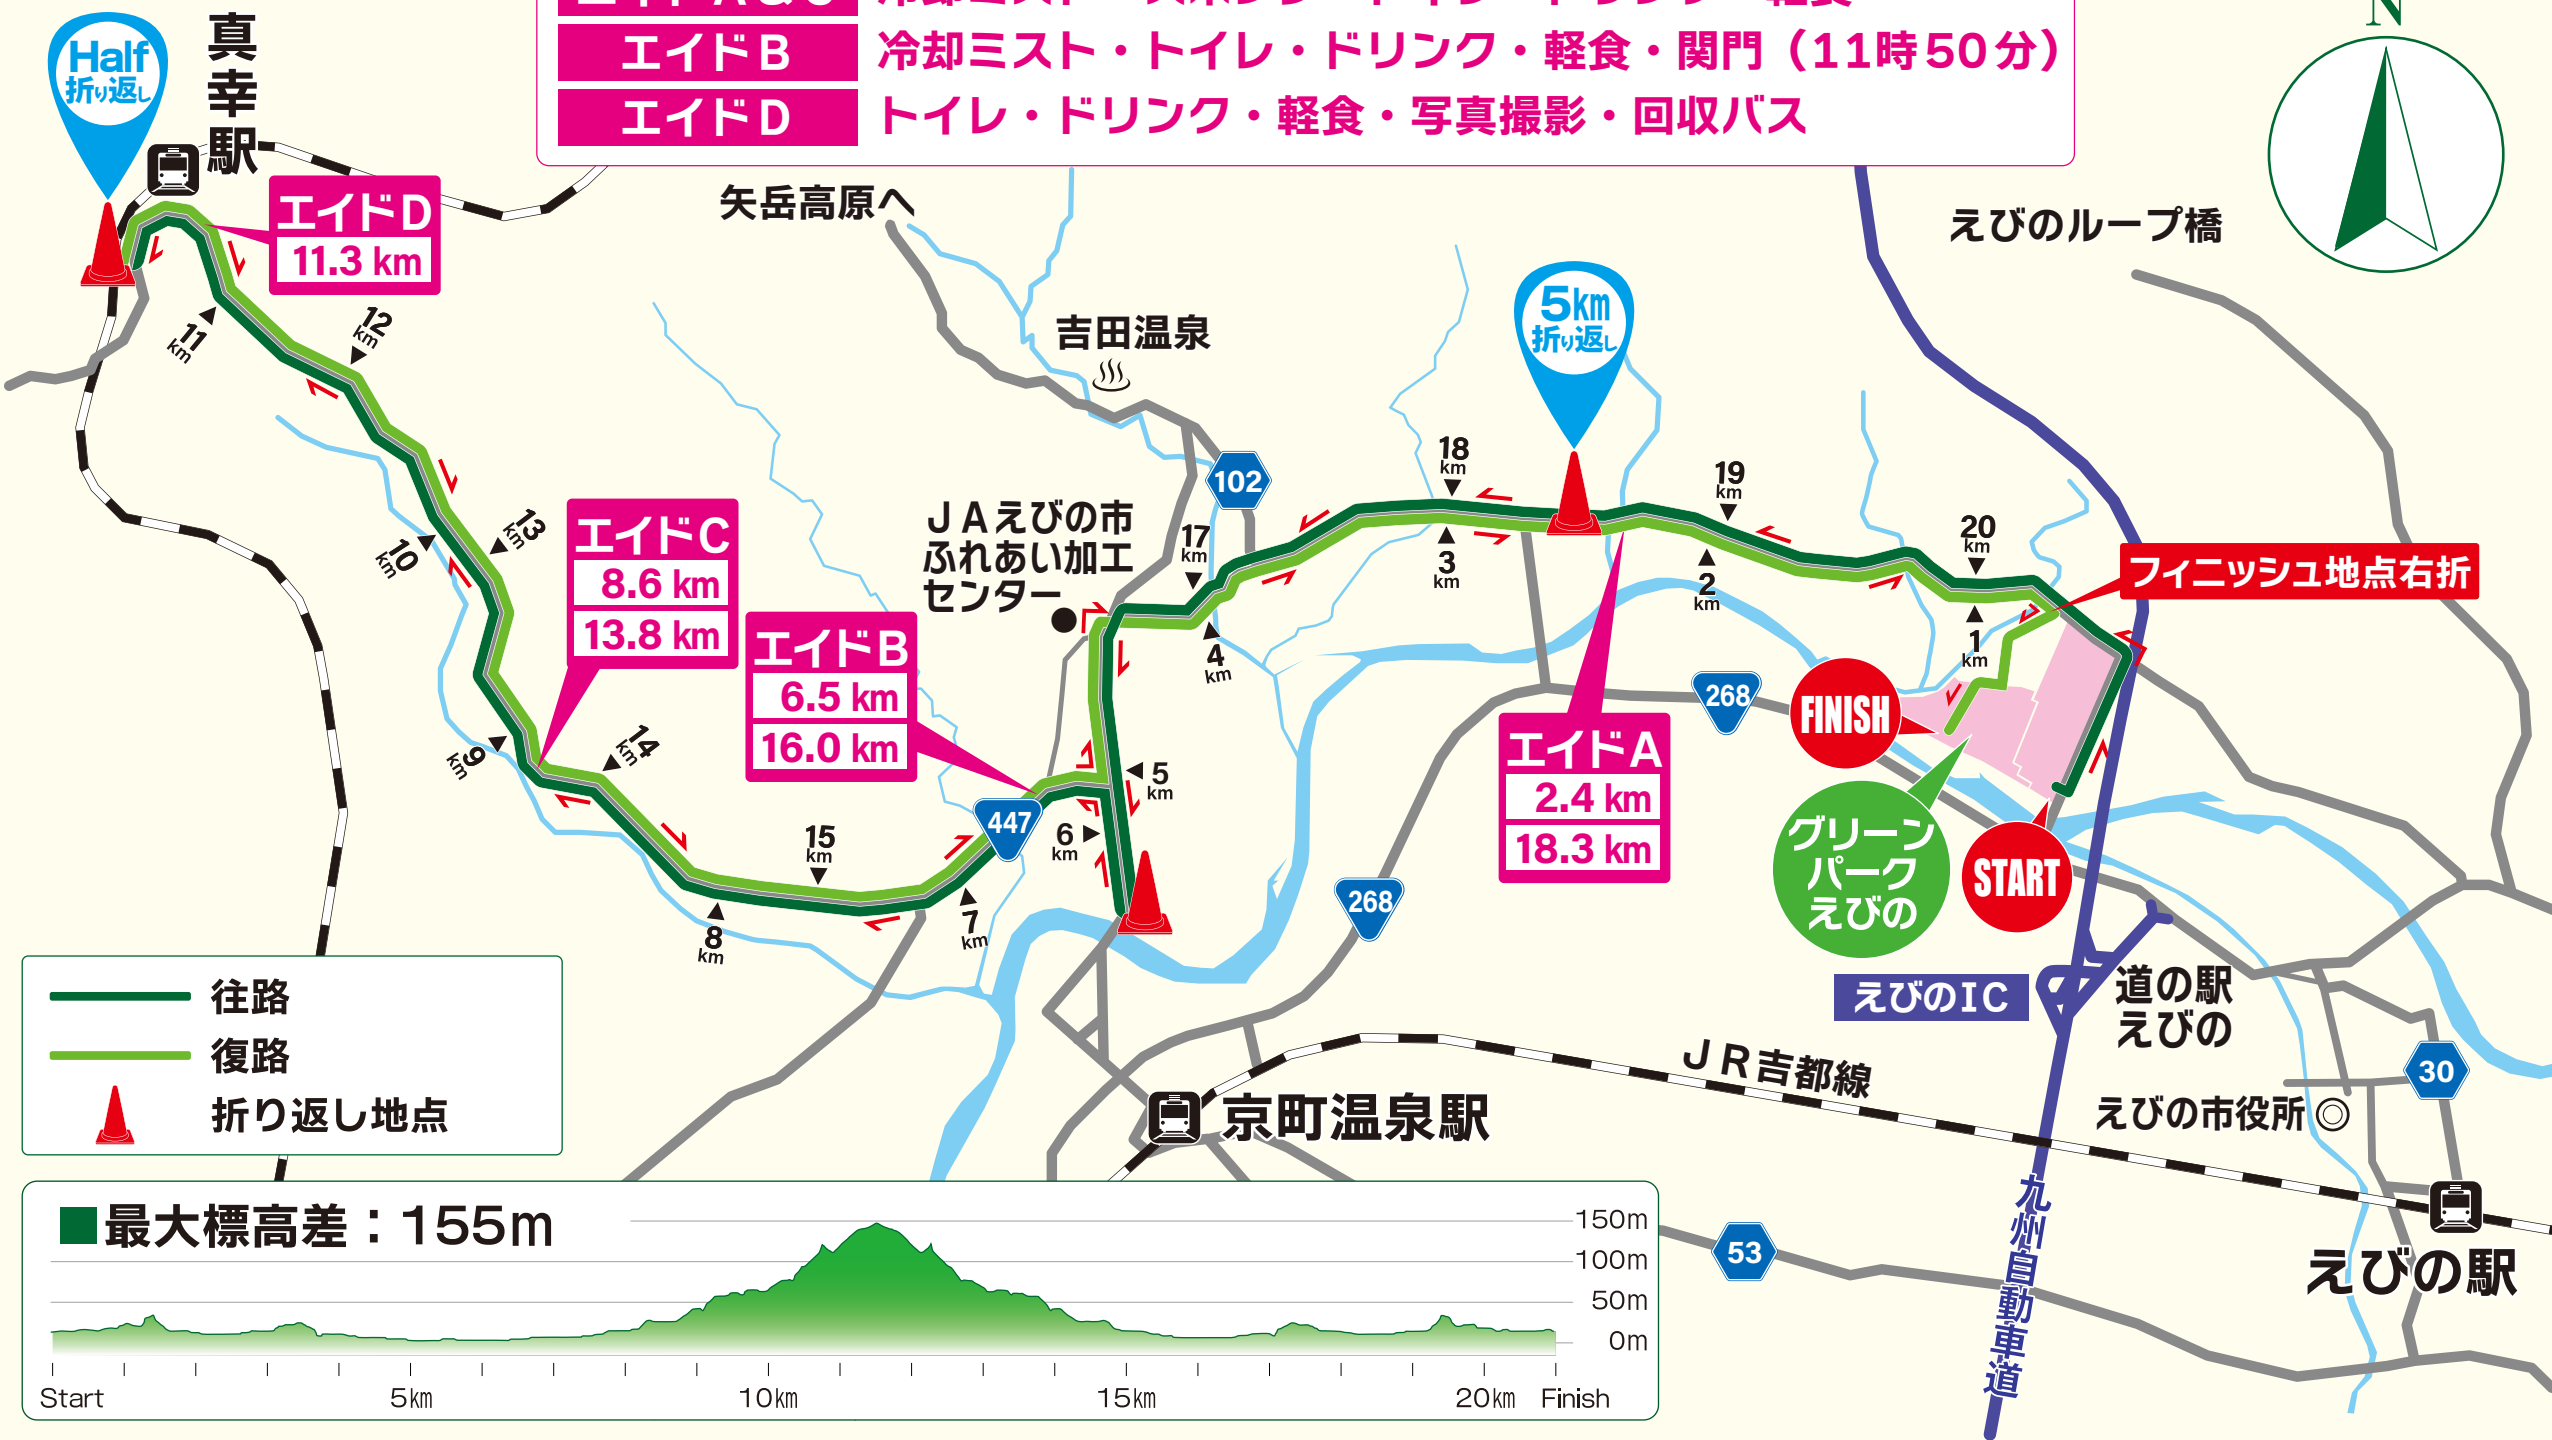 エイド B
冷却ミスト・トイレ・ドリンク・軽食・関門（11時50分）
エイド D
トイレ・ドリンク・軽食・写真撮影・回収バス
N
Half
折り返し
真幸駅
エイドD
11.3 km
矢岳高原へ
えびのループ橋
吉田温泉
5km
折り返し
11
km
12
km
102
18
km
19
km
20
km
JAえびの市
ふれあい加工
センター
17
km
エイドC
8.6 km
13.8 km
10
km
13
km
3
km
2
km
1
km
4
km
フィニッシュ地点右折
エイドB
6.5 km
16.0 km
268
FINISH
エイドA
2.4 km
18.3 km
9
km
14
km
5
km
6
km
447
15
km
8
km
7
km
268
グリーン
パーク
えびの
START
えびのIC
道の駅
えびの
往路
復路
折り返し地点
JR吉都線
京町温泉駅
30
えびの市役所
えびの駅
九州自動車道
53
最大標高差：155m
150m
100m
50m
0m
Start
5km
10km
15km
20km
Finish